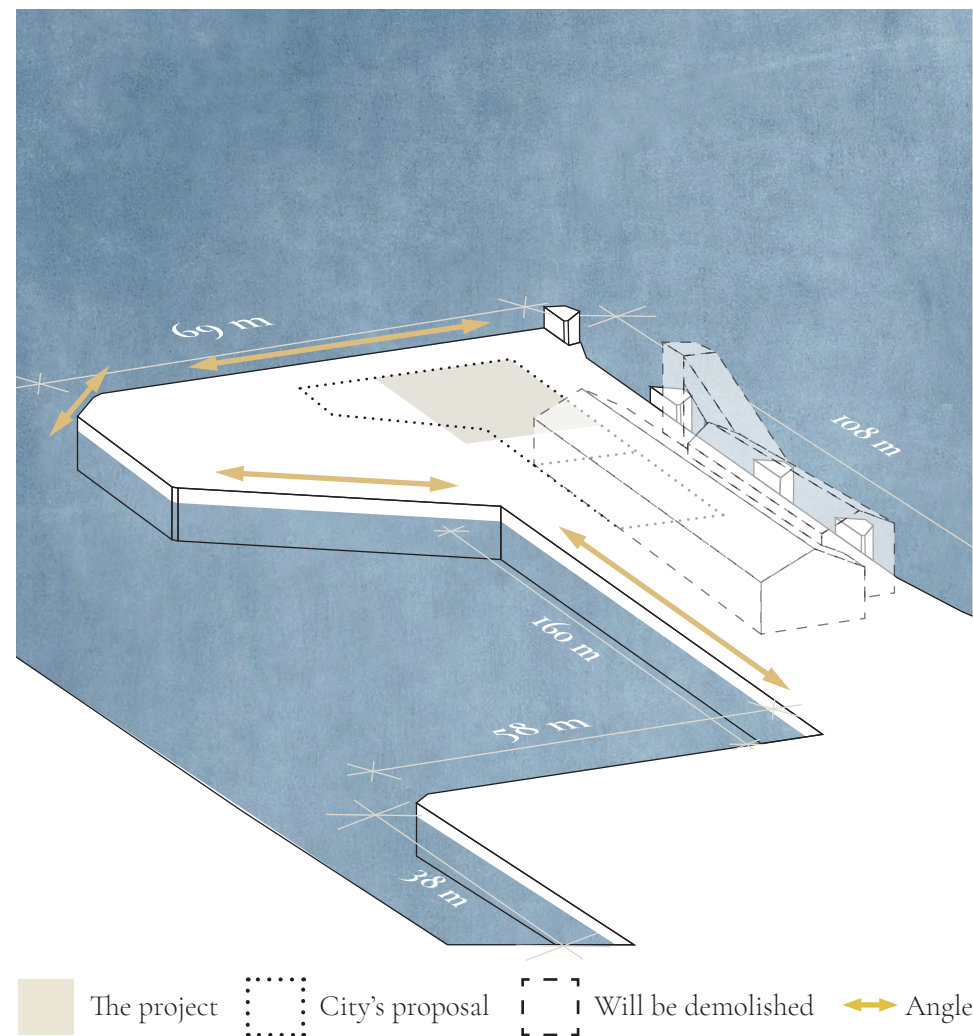 69 m
108 m
160 m
58 m
38 m
The project
City's proposal
Will be demolished
Angle